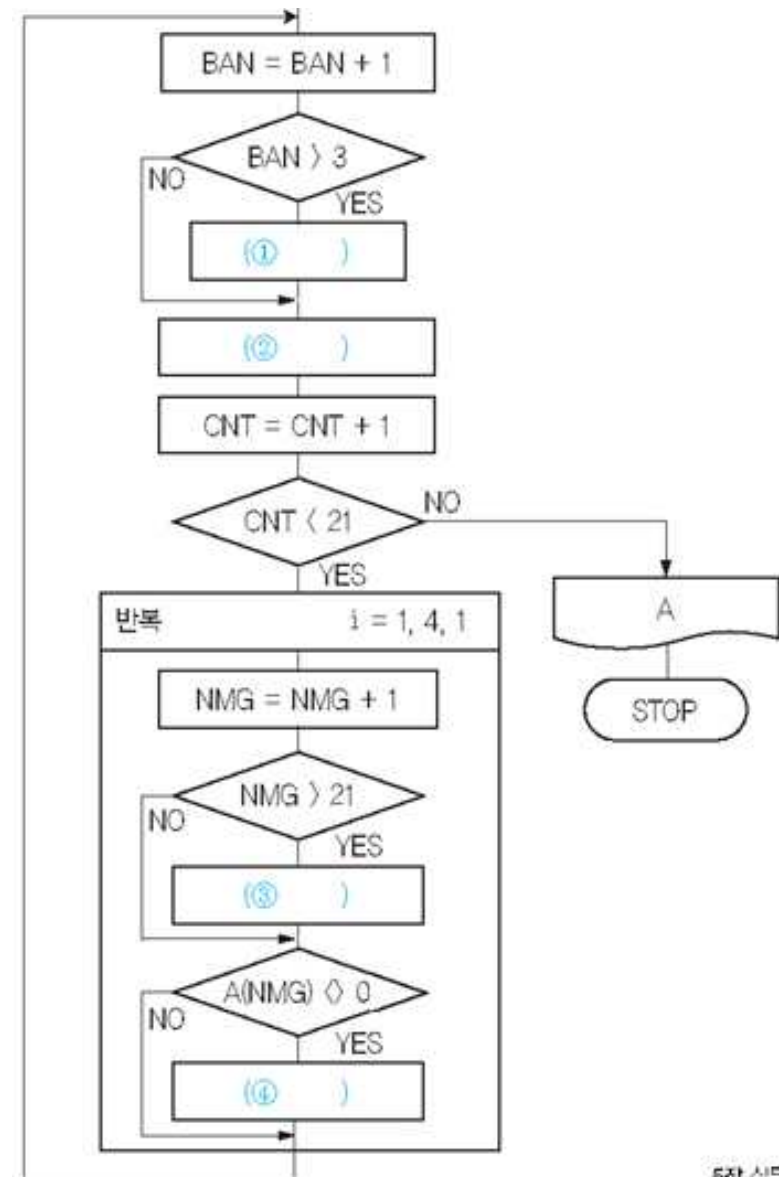 BAN = BAN + 1
BAN > 3
NO
YES
(① )
(② )
CNT = CNT + 1
CNT < 21
NO
YES
반복 i = 1, 4, 1
A
NMG = NMG + 1
STOP
NMG > 21
NO
YES
(③ )
A(NMG) <> 0
NO
YES
(④ )